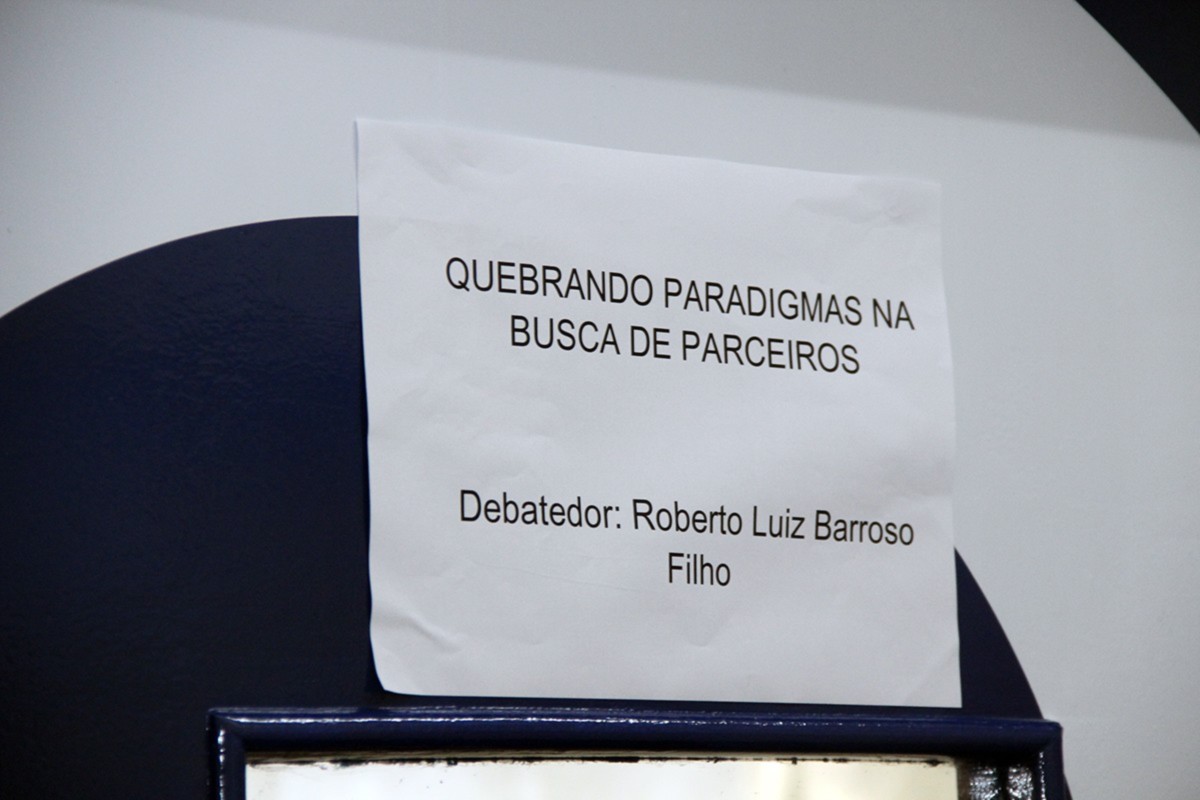 QUEBRANDO PARADIGMAS NA
BUSCA DE PARCEIROS
Debatedor: Roberto Luiz Barroso
Filho